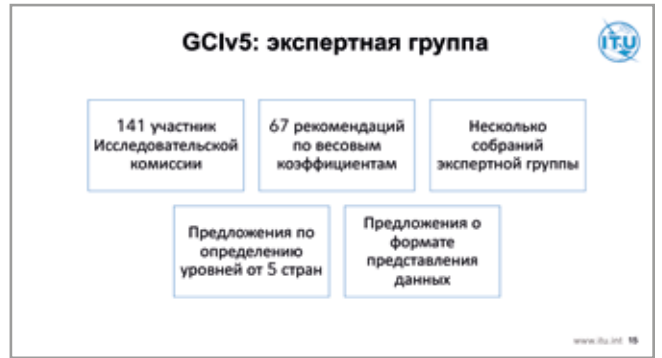 GCIv5: экспертная группа
ITU
141 участник
Исследовательской
комиссии
67 рекомендаций
по весовым
коэффициентам
Несколько
собраний
экспертной группы
Предложения по
определению
уровней от 5 стран
Предложения о
формате
представления
данных
www.itu.int 15